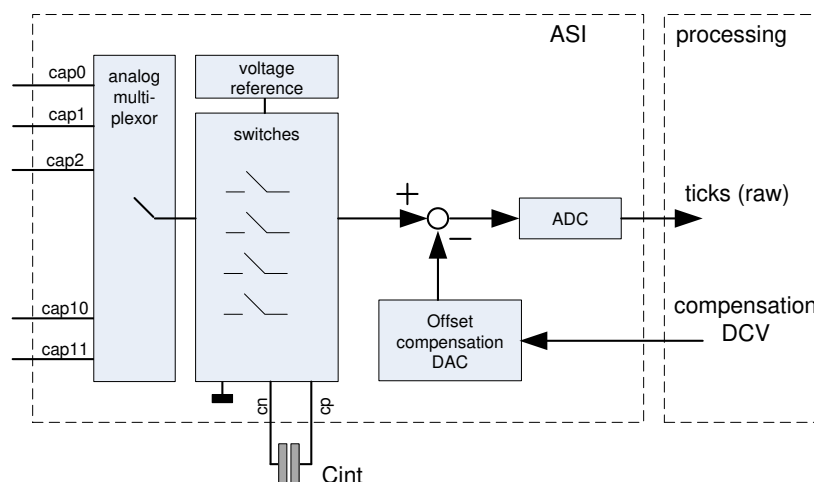 ASI
processing
cap0
cap1
cap2
cap10
cap11
analog
multi-
plexor
voltage
reference
switches
+
−
ADC
ticks (raw)
Offset
compensation
DAC
compensation
DCV
cn
cp
Cint